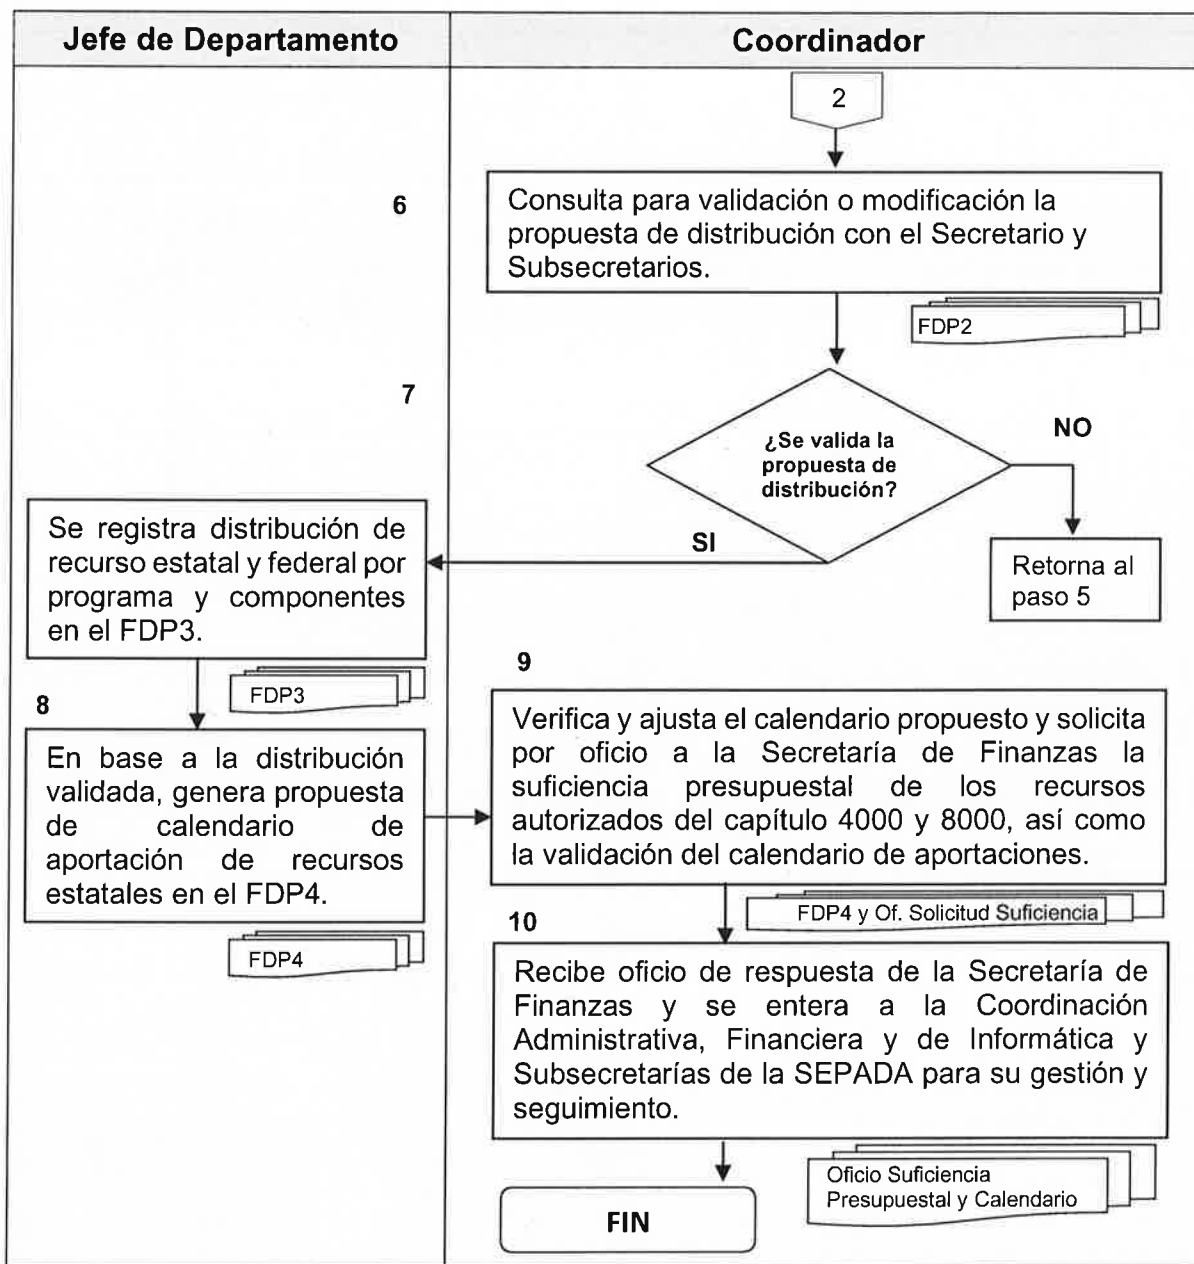 Jefe de Departamento
Coordinador
2
6
Consulta para validación o modificación la
propuesta de distribución con el Secretario y
Subsecretarios.
FDP2
7
¿Se valida la
propuesta de
distribución?
NO
SI
Retorna al
paso 5
Se registra distribución de
recurso estatal y federal por
programa y componentes
en el FDP3.
FDP3
8
En base a la distribución
validada, genera propuesta
de calendario de
aportación de recursos
estatales en el FDP4.
FDP4
9
Verifica y ajusta el calendario propuesto y solicita
por oficio a la Secretaría de Finanzas la
suficiencia presupuestal de los recursos
autorizados del capítulo 4000 y 8000, así como
la validación del calendario de aportaciones.
FDP4 y Of. Solicitud Suficiencia
10
Recibe oficio de respuesta de la Secretaría de
Finanzas y se entera a la Coordinación
Administrativa, Financiera y de Informática y
Subsecretarías de la SEPADA para su gestión y
seguimiento.
Oficio Suficiencia
Presupuestal y Calendario
FIN